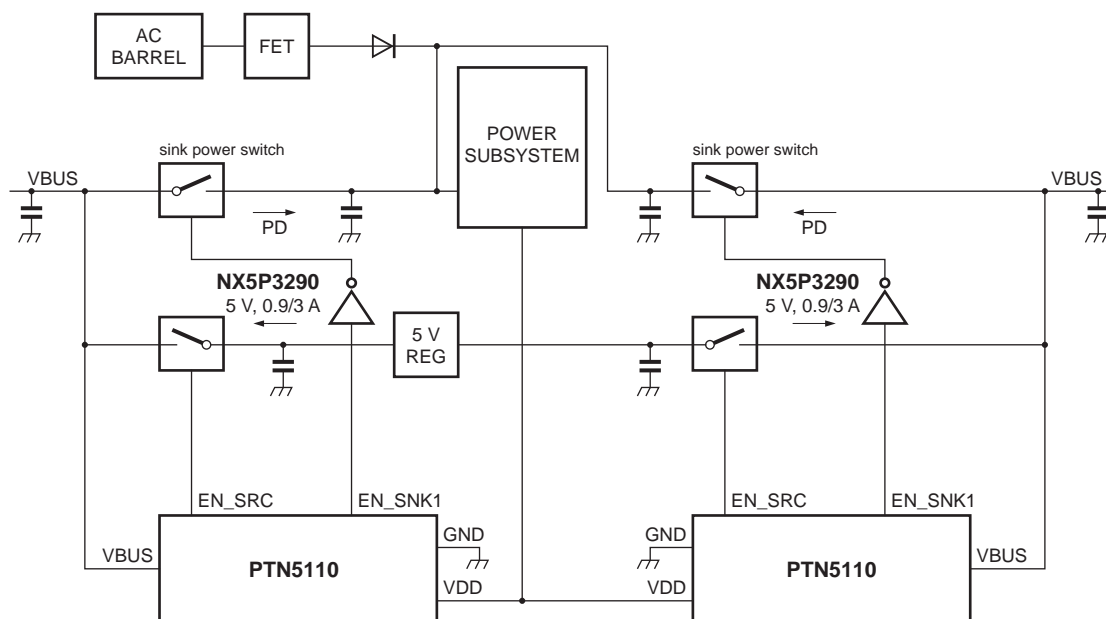 AC
BARREL
FET
POWER
SUBSYSTEM
sink power switch
sink power switch
VBUS
VBUS
PD
PD
NX5P3290
5 V, 0.9/3 A
NX5P3290
5 V, 0.9/3 A
5 V
REG
EN_SRC
EN_SNK1
EN_SRC
EN_SNK1
GND
GND
VBUS
PTN5110
VDD
VDD
PTN5110
VBUS